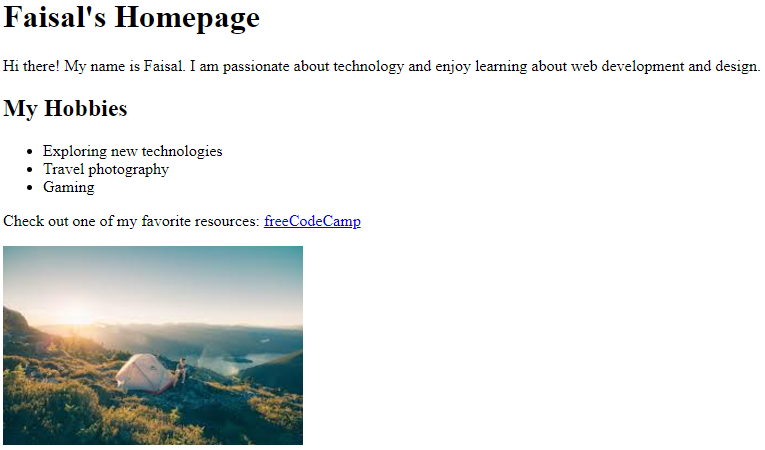 Faisal's Homepage
Hi there! My name is Faisal. I am passionate about technology and enjoy learning about web development and design.
My Hobbies
Exploring new technologies
Travel photography
Gaming
Check out one of my favorite resources: freeCodeCamp